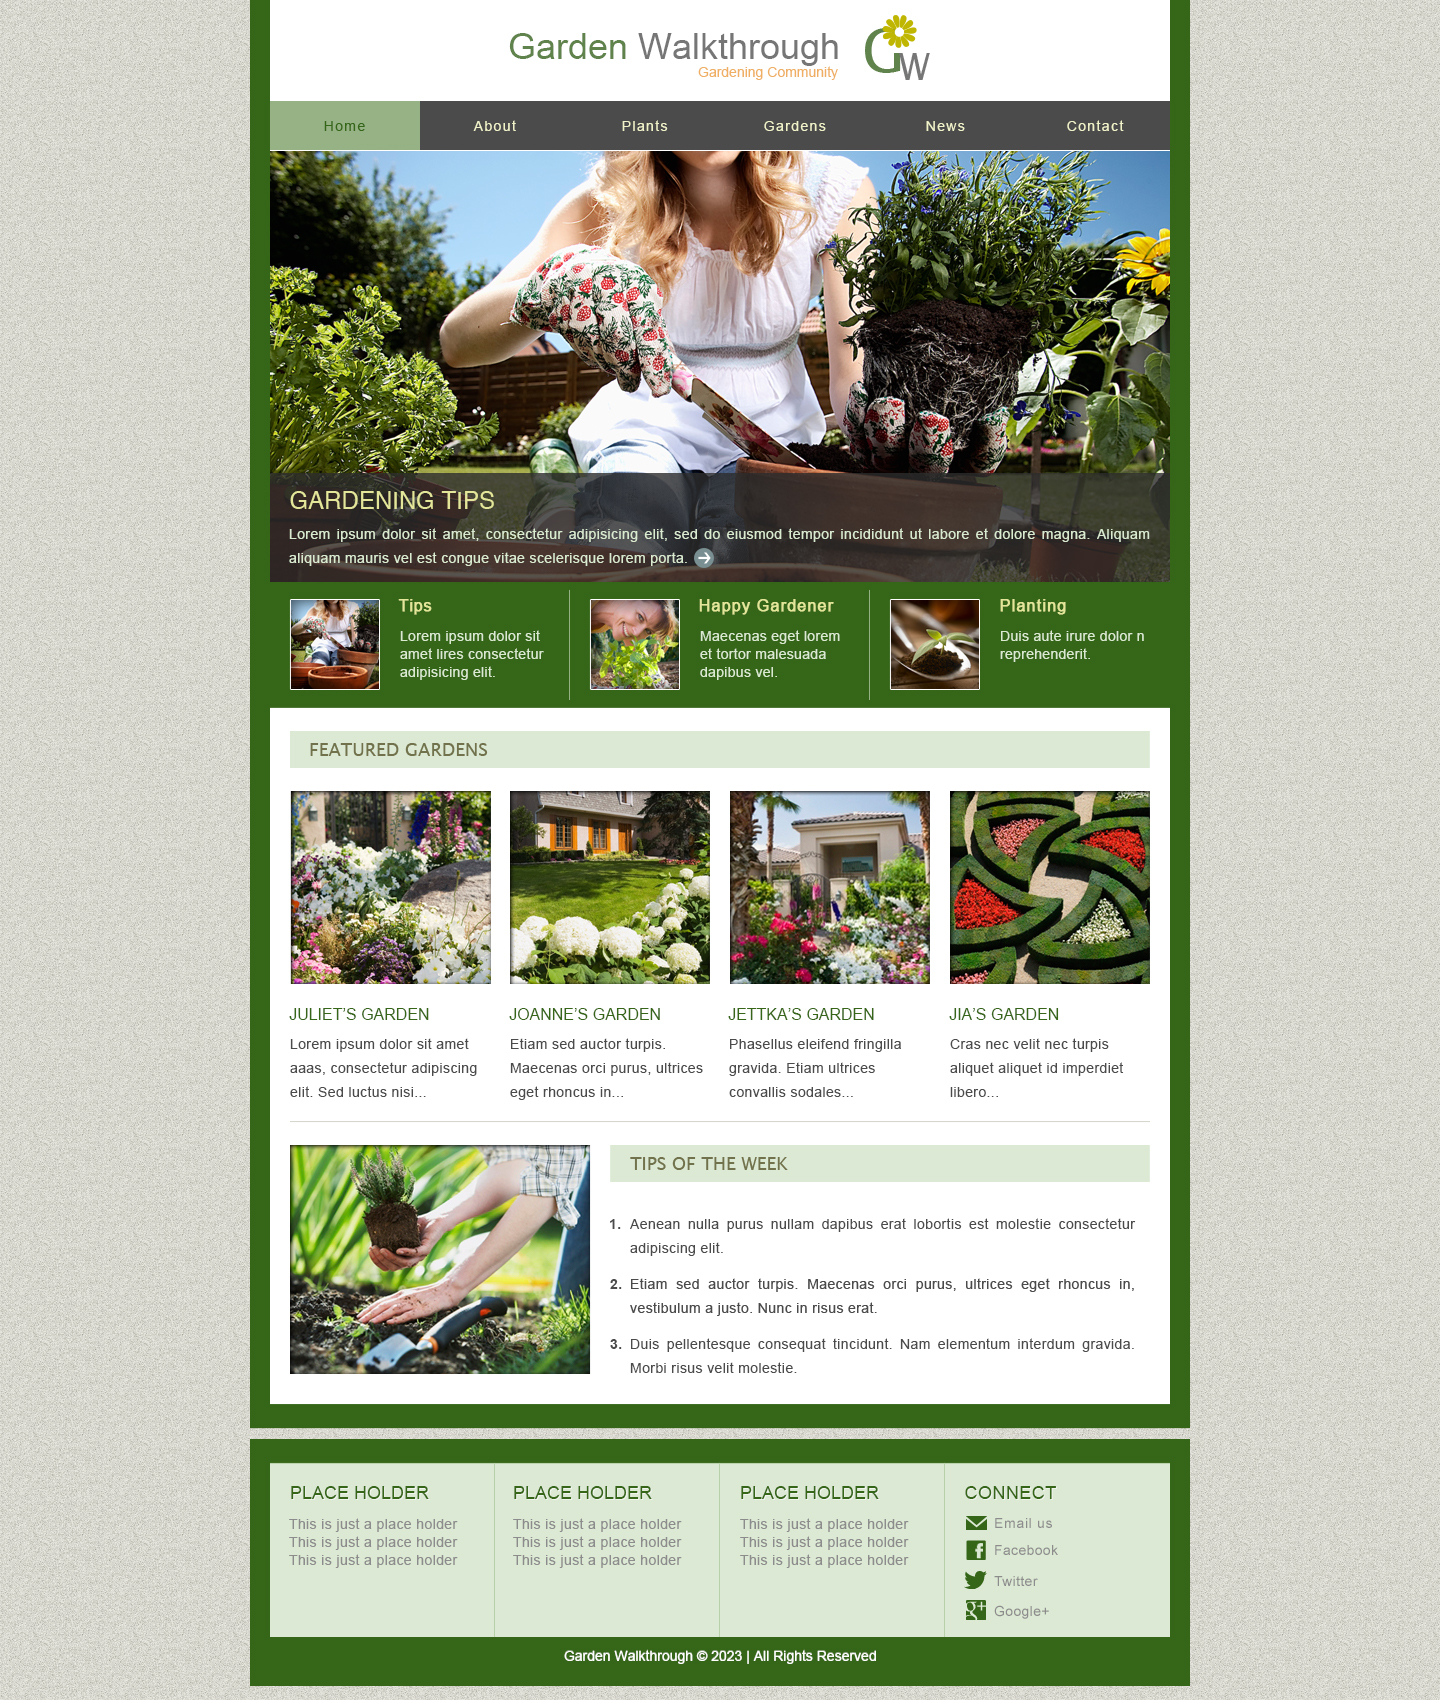 Garden Walkthrough
Gardening Community
GW
Home About Plants Gardens News Contact
GARDENING TIPS
Lorem ipsum dolor sit amet, consectetur adipisicing elit, sed do eiusmod tempor incididunt ut labore et dolore magna. Aliquam
aliquam mauris vel est congue vitae scelerisque lorem porta.
Tips
Lorem ipsum dolor sit
amet lires consectetur
adipisicing elit.
Happy Gardener
Maecenas eget lorem
et tortor malesuada
dapibus vel.
Planting
Duis aute irure dolor n
reprehenderit.
FEATURED GARDENS
JULIET’S GARDEN
Lorem ipsum dolor sit amet
aaas, consectetur adipiscing
elit. Sed luctus nisi...
JOANNE’S GARDEN
Etiam sed auctor turpis.
Maecenas orci purus, ultrices
eget rhoncus in...
JETTKA’S GARDEN
Phasellus eleifend fringilla
gravida. Etiam ultrices
convallis sodales...
JIA’S GARDEN
Cras nec velit nec turpis
aliquet aliquet id imperdiet
libero...
TIPS OF THE WEEK
1. Aenean nulla purus nullam dapibus erat lobortis est molestie consectetur
adipiscing elit.
2. Etiam sed auctor turpis. Maecenas orci purus, ultrices eget rhoncus in,
vestibulum a justo. Nunc in risus erat.
3. Duis pellentesque consequat tincidunt. Nam elementum interdum gravida.
Morbi risus velit molestie.
PLACE HOLDER
This is just a place holder
This is just a place holder
This is just a place holder
PLACE HOLDER
This is just a place holder
This is just a place holder
This is just a place holder
PLACE HOLDER
This is just a place holder
This is just a place holder
This is just a place holder
CONNECT
Email us
Facebook
Twitter
Google+
Garden Walkthrough © 2023 | All Rights Reserved